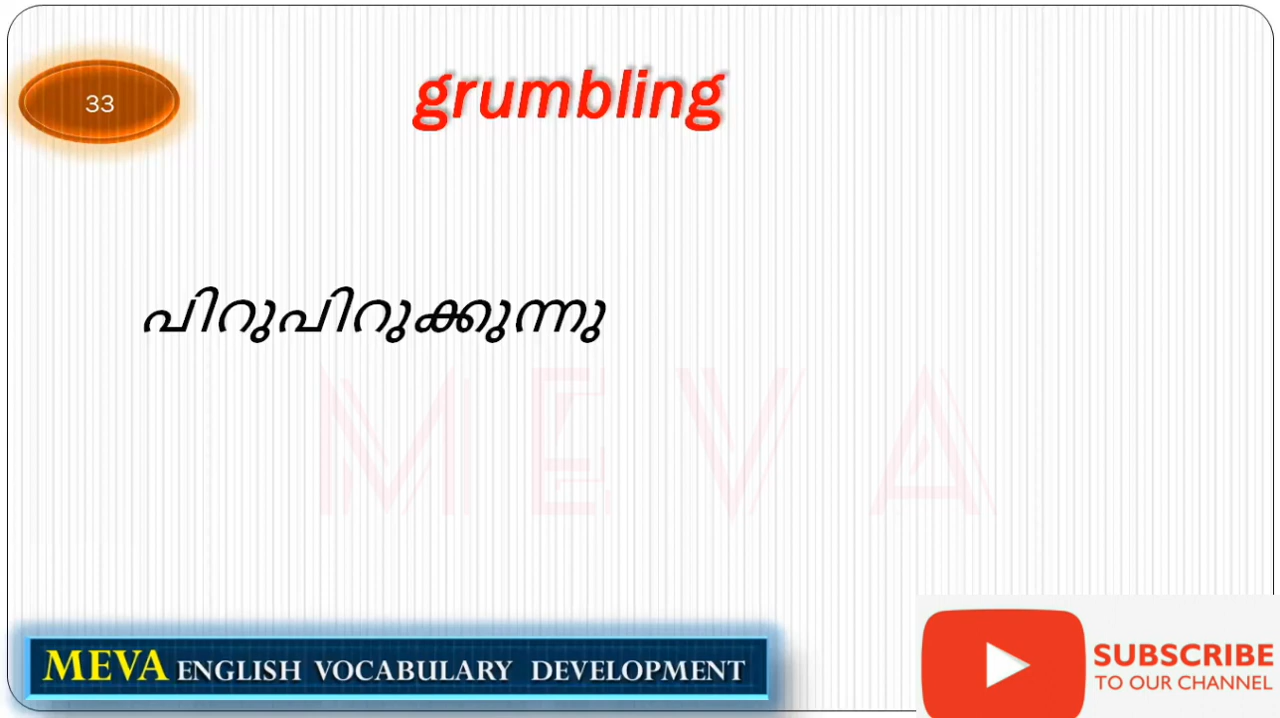 33
grumbling
പിറുപിറുക്കുന്നു
MEVA
MEVA ENGLISH VOCABULARY DEVELOPMENT
SUBSCRIBE
TO OUR CHANNEL